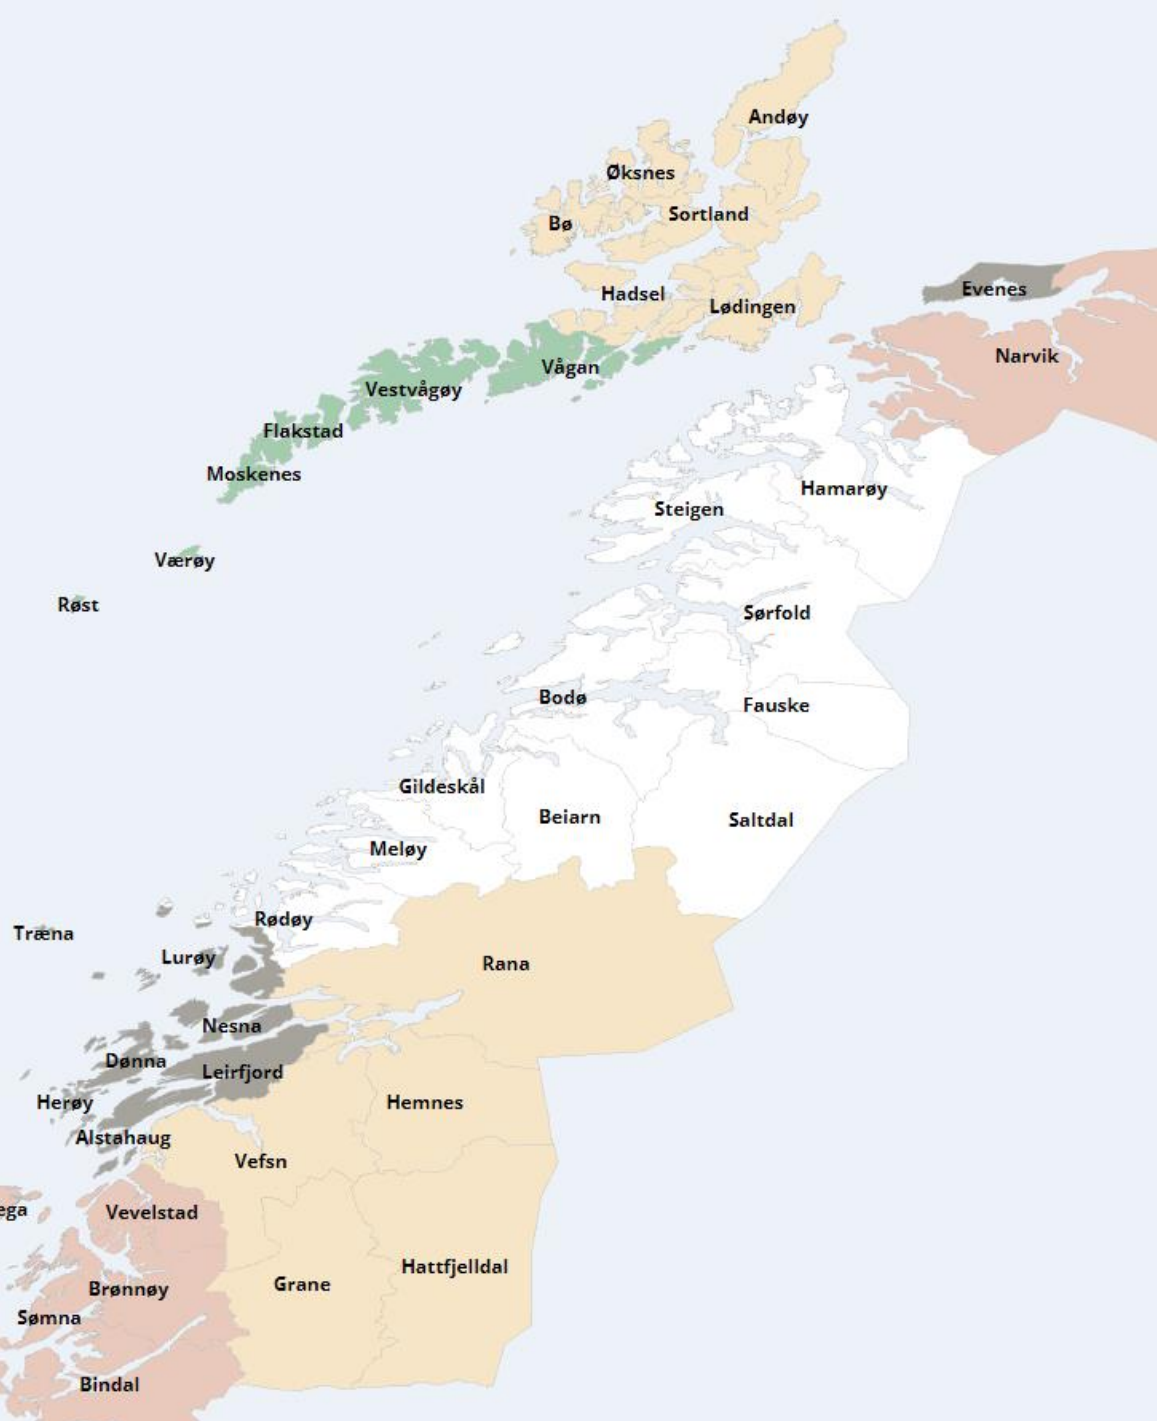 Andøy
Øksnes
Sortland
Bø
Evenes
Hadsel
Lødingen
Narvik
Vågan
Vestvågøy
Flakstad
Moskenes
Hamarøy
Steigen
Værøy
Røst
Sørfold
Bodø
Fauske
Gildeskål
Beiarn
Saltdal
Meløy
Rødøy
Træna
Lurøy
Rana
Nesna
Dønna
Leirfjord
Herøy
Hemnes
Alstahaug
Vefsn
ega
Vevelstad
Hattfjelldal
Grane
Brønnøy
Sømna
Bindal